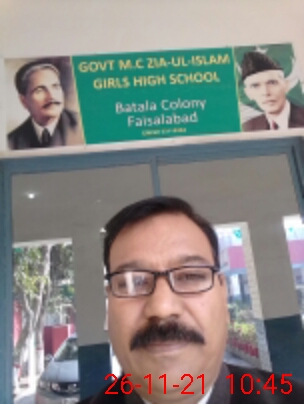 GOVT M.C ZIA-UL-ISLAM
GIRLS HIGH SCHOOL
Batala Colony
Faisalabad
26-11-21 10:45